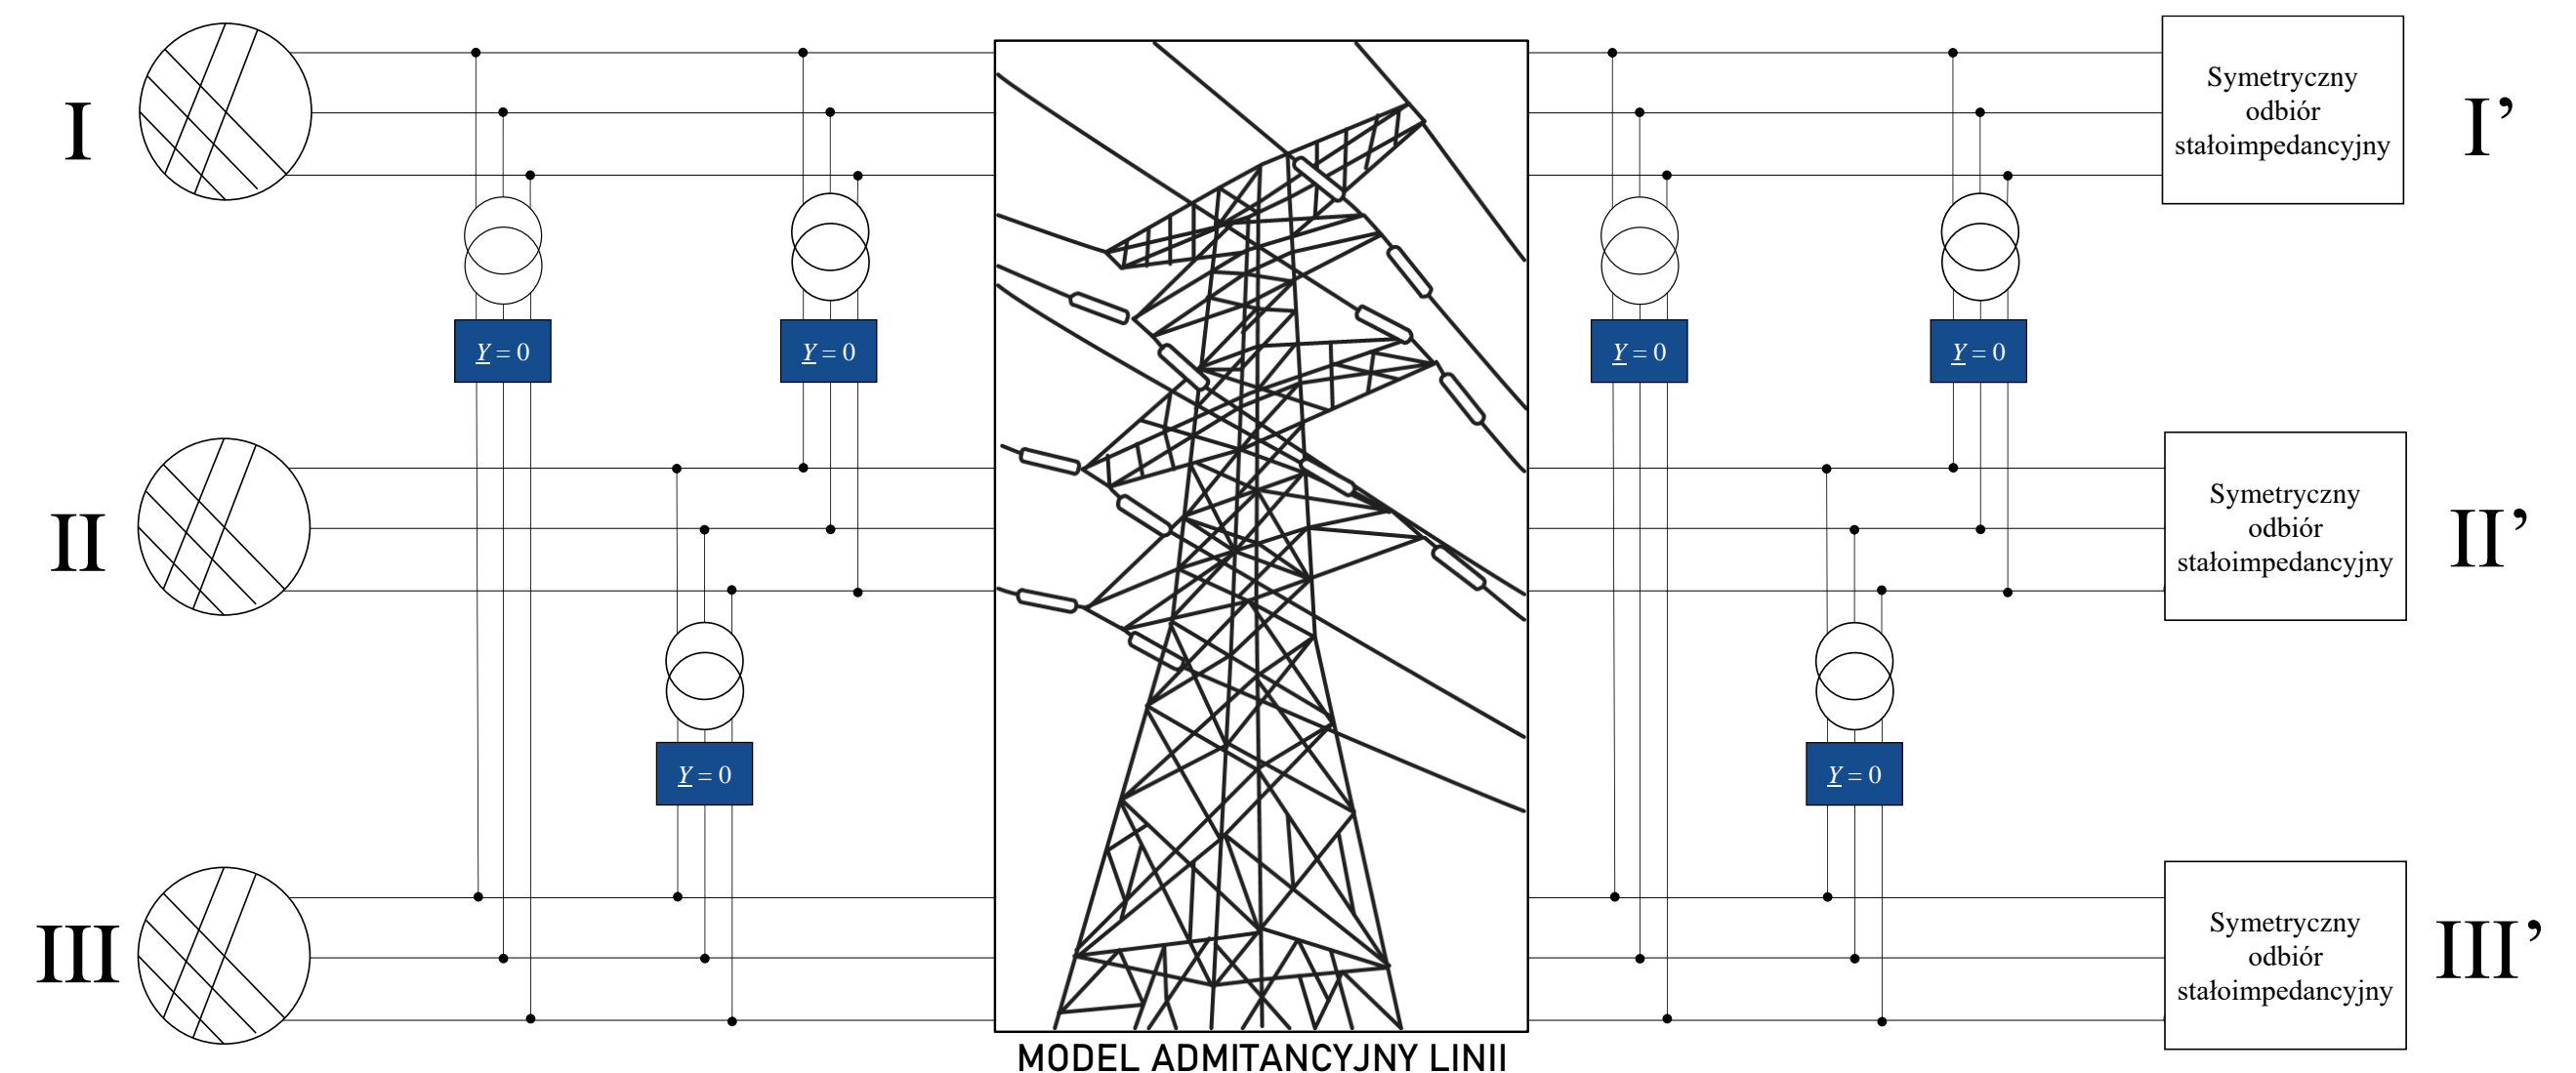 I
Symetryczny
odbiór
stałoimpedancyjny
I’
Y = 0
Y = 0
Y = 0
Y = 0
II
Symetryczny
odbiór
stałoimpedancyjny
II’
Y = 0
Y = 0
III
Symetryczny
odbiór
stałoimpedancyjny
III’
MODEL ADMITANCYJNY LINII